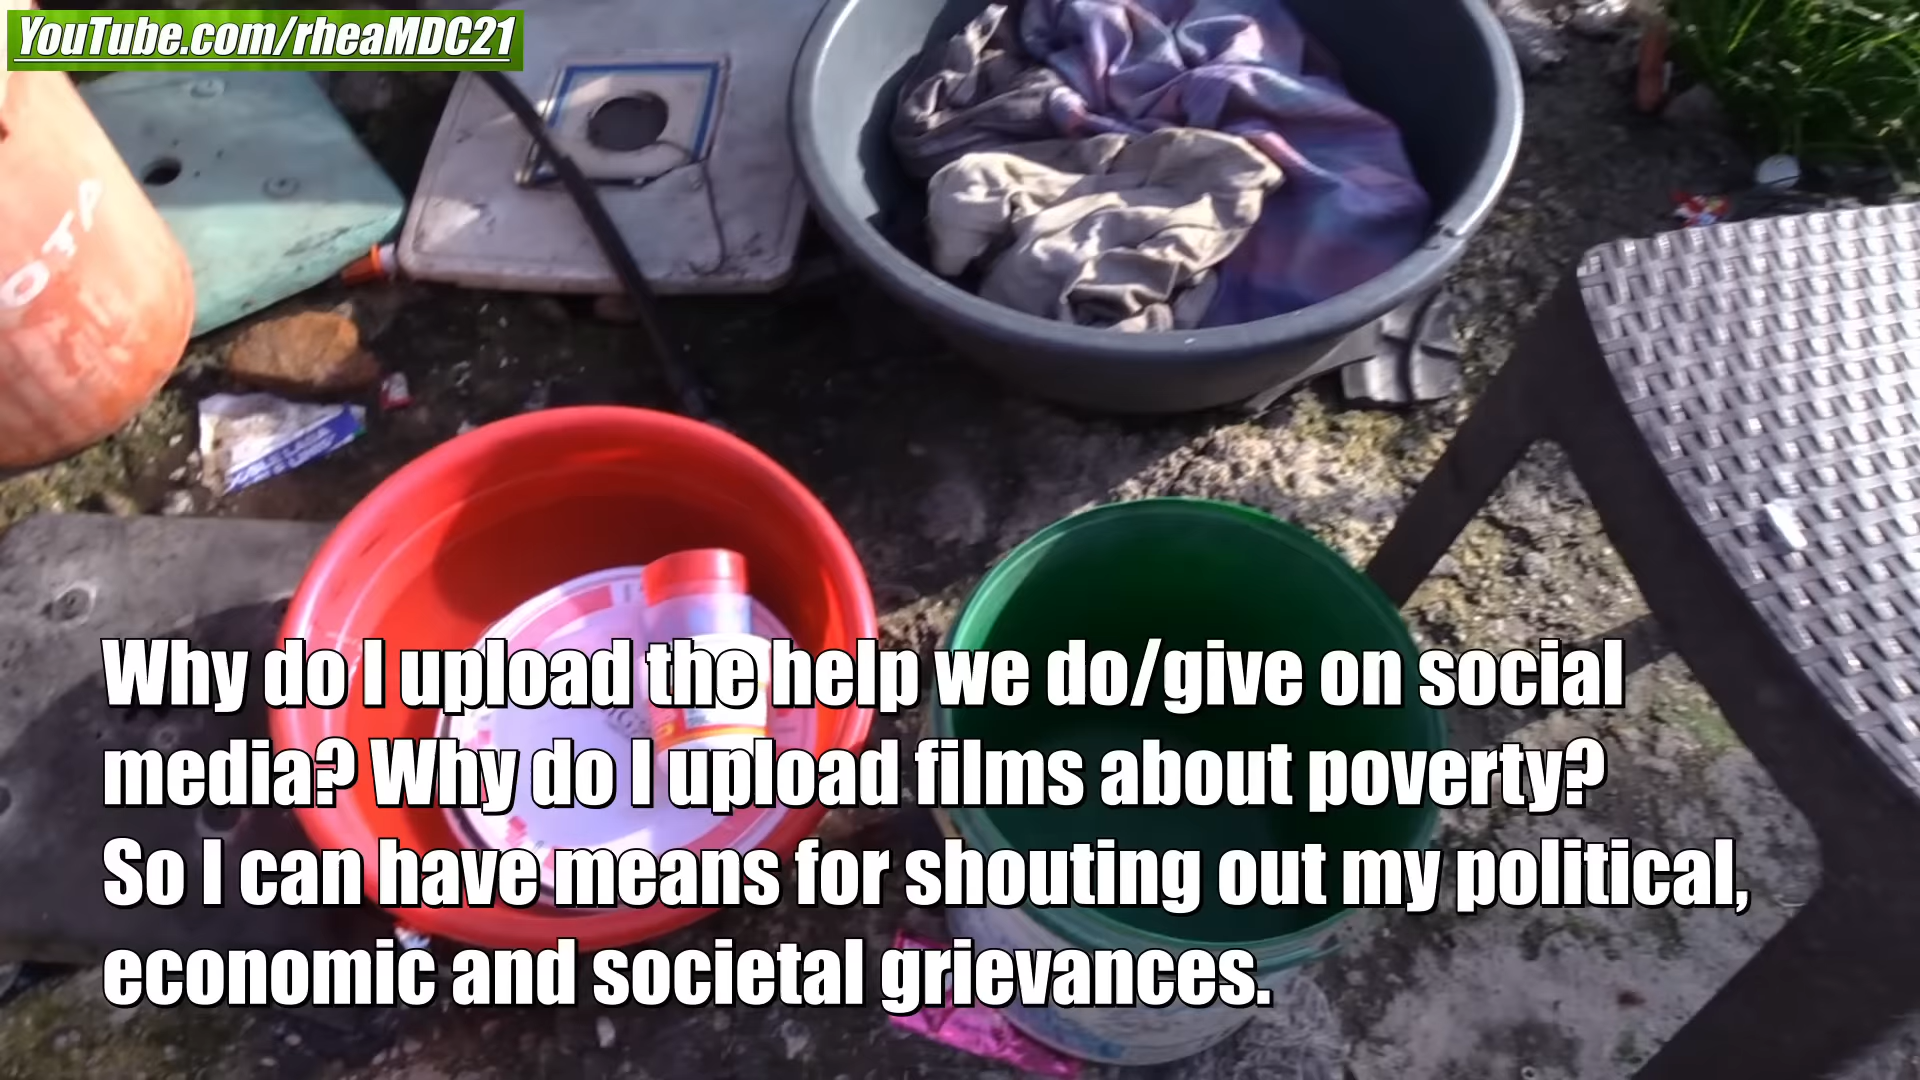 YouTube.com/rheaMDC21
OTA
Why do I upload the help we do/give on social
media? Why do I upload films about poverty?
So I can have means for shouting out my political,
economic and societal grievances.